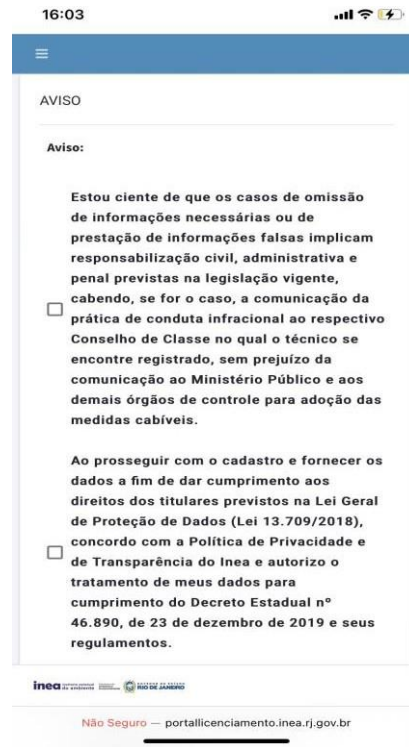 16:03
AVISO
Aviso:
Estou ciente de que os casos de omissão
de informações necessárias ou de
prestação de informações falsas implicam
responsabilização civil, administrativa e
penal previstas na legislação vigente,
cabendo, se for o caso, a comunicação da
prática de conduta infracional ao respectivo
Conselho de Classe no qual o técnico se
encontre registrado, sem prejuízo da
comunicação ao Ministério Público e aos
demais órgãos de controle para adoção das
medidas cabíveis.
Ao prosseguir com o cadastro e fornecer os
dados a fim de dar cumprimento aos
direitos dos titulares previstos na Lei Geral
de Proteção de Dados (Lei 13.709/2018),
concordo com a Política de Privacidade e
de Transparência do Inea e autorizo o
tratamento de meus dados para
cumprimento do Decreto Estadual nº
46.890, de 23 de dezembro de 2019 e seus
regulamentos.
inea
RIO DE JANEIRO
Não Seguro — portallicenciamento.inea.rj.gov.br